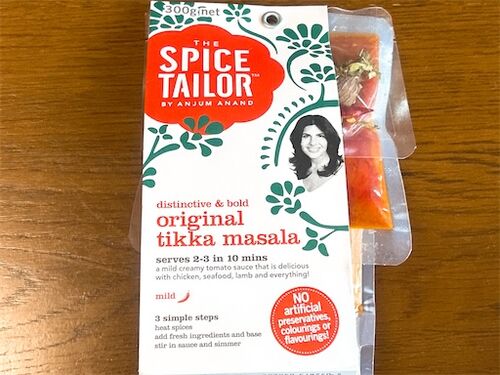 300g net
THE
SPICE
TAILOR™
BY ANJUM ANAND
distinctive & bold
original
tikka masala
serves 2-3 in 10 mins
a mild creamy tomato sauce that is delicious
with chicken, seafood, lamb and everything!
mild
3 simple steps
heat spices
add fresh ingredients and base
stir in sauce and simmer
NO
artificial
preservatives,
colourings or
flavourings!